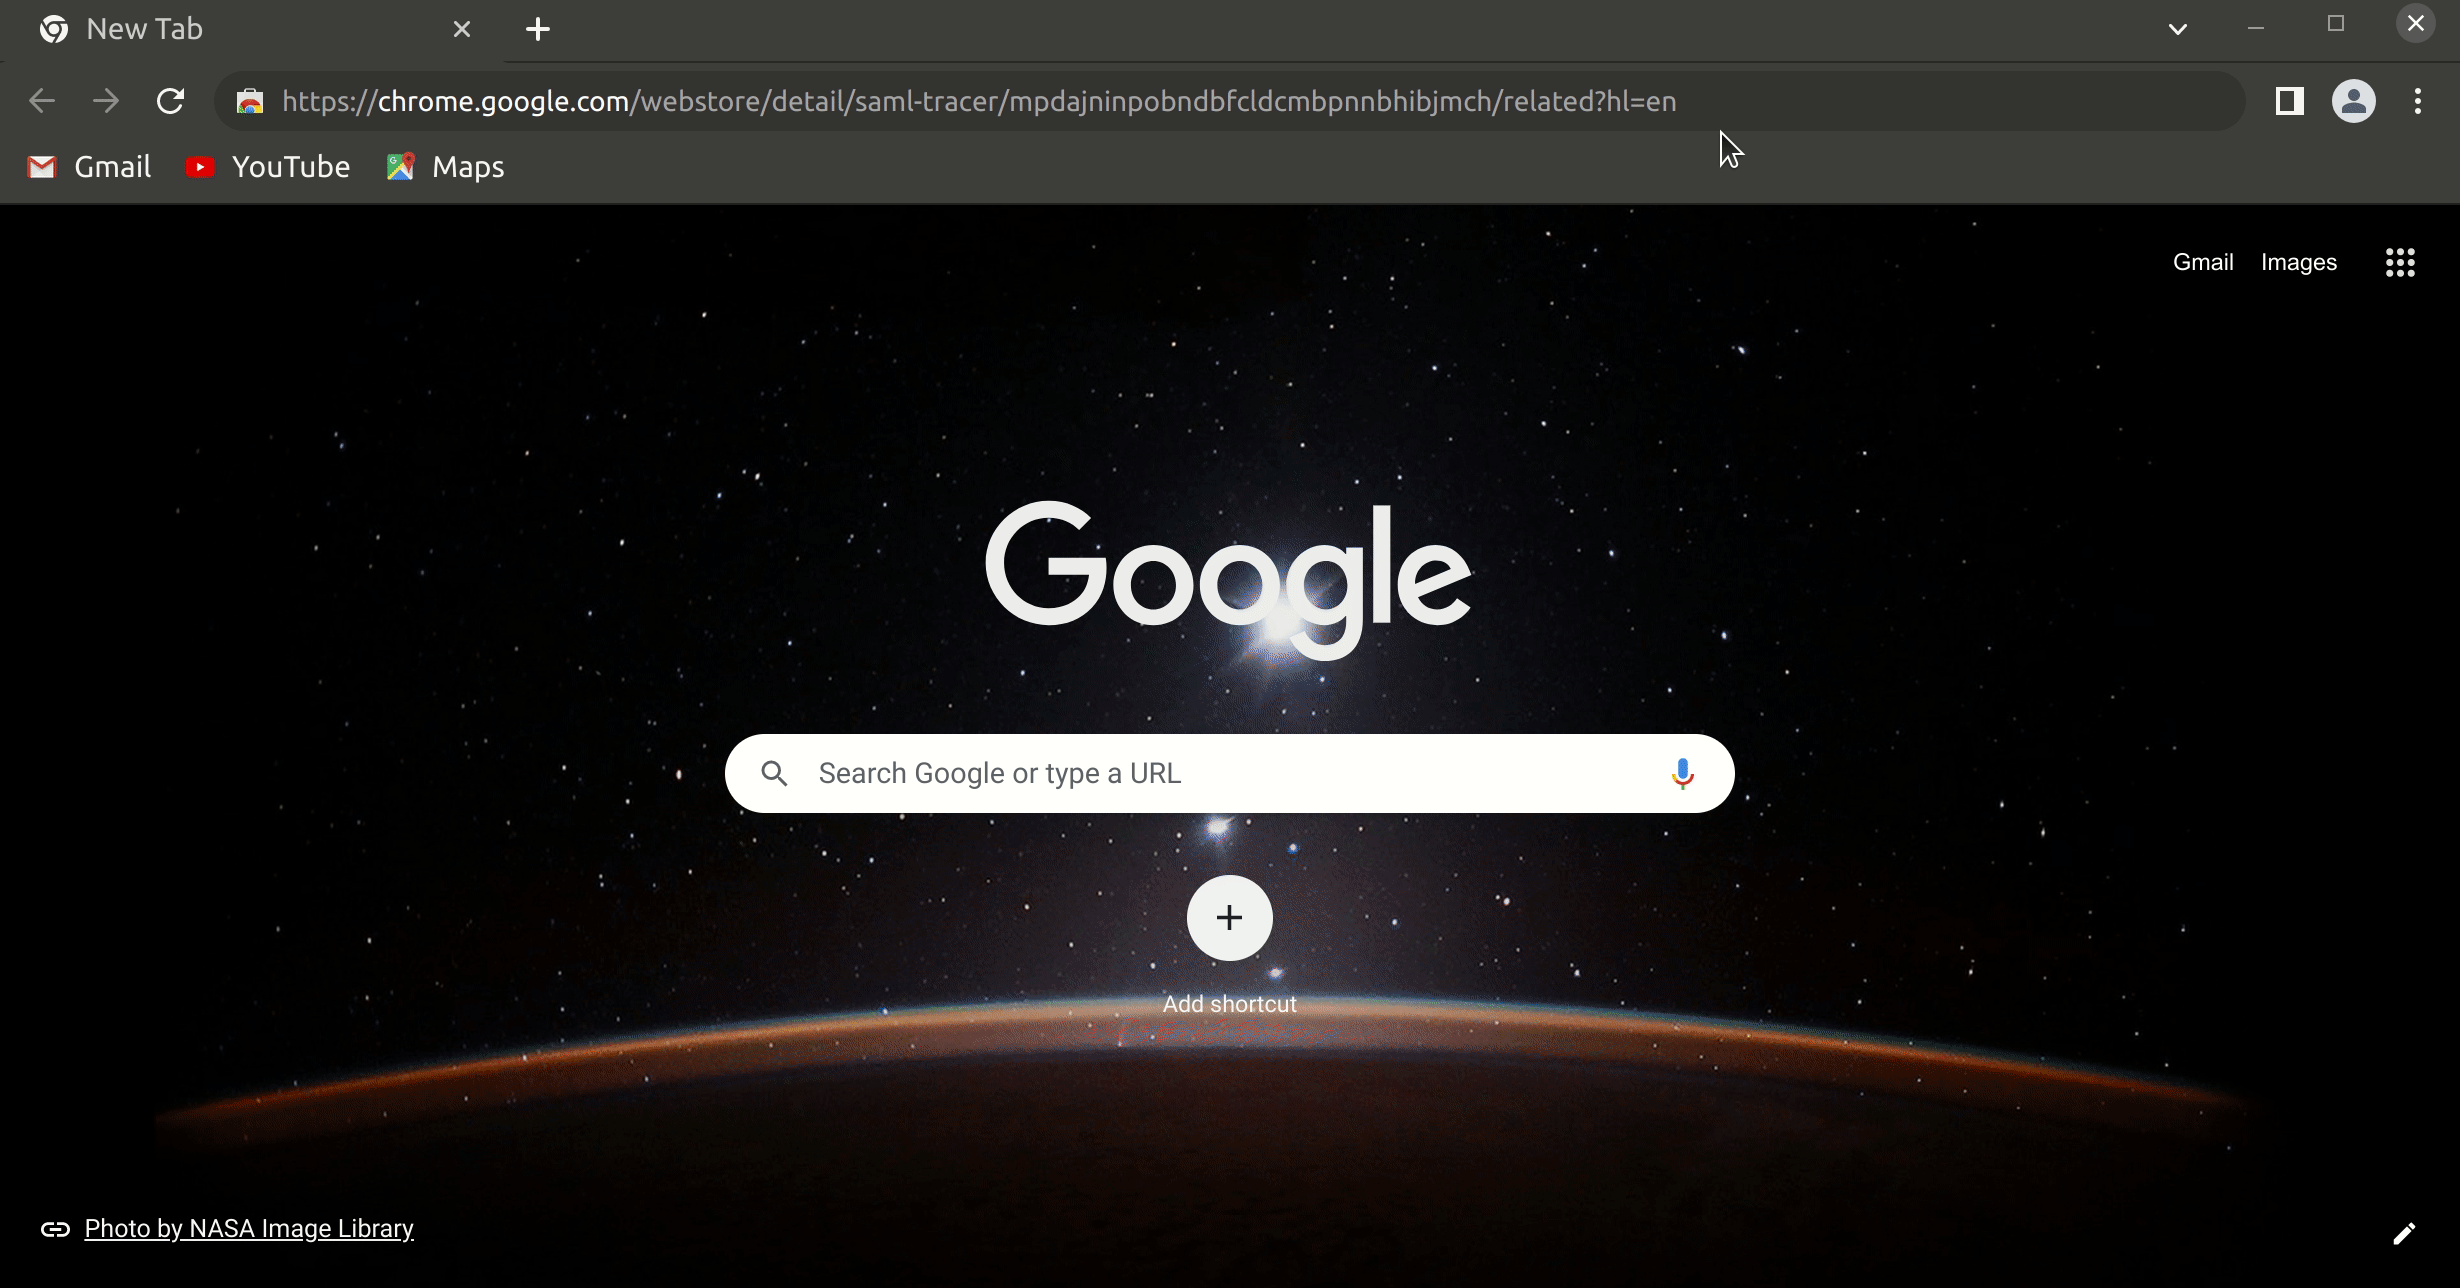 New Tab
https://chrome.google.com/webstore/detail/saml-tracer/mpdajninpobndbfcldcmbpnnbhibjmch/related?hl=en
Gmail YouTube Maps
Gmail Images
Google
Search Google or type a URL
Add shortcut
Photo by NASA Image Library